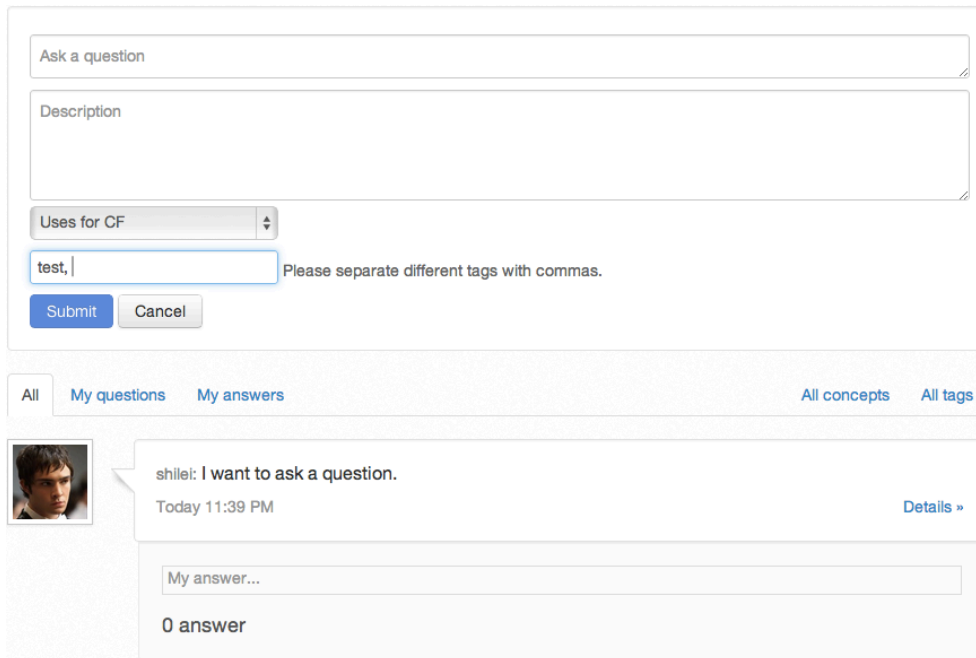 Ask a question
Description
Uses for CF
test,
Please separate different tags with commas.
Submit Cancel
All My questions My answers All concepts All tags
shilei: I want to ask a question.
Today 11:39 PM Details »
My answer...
0 answer